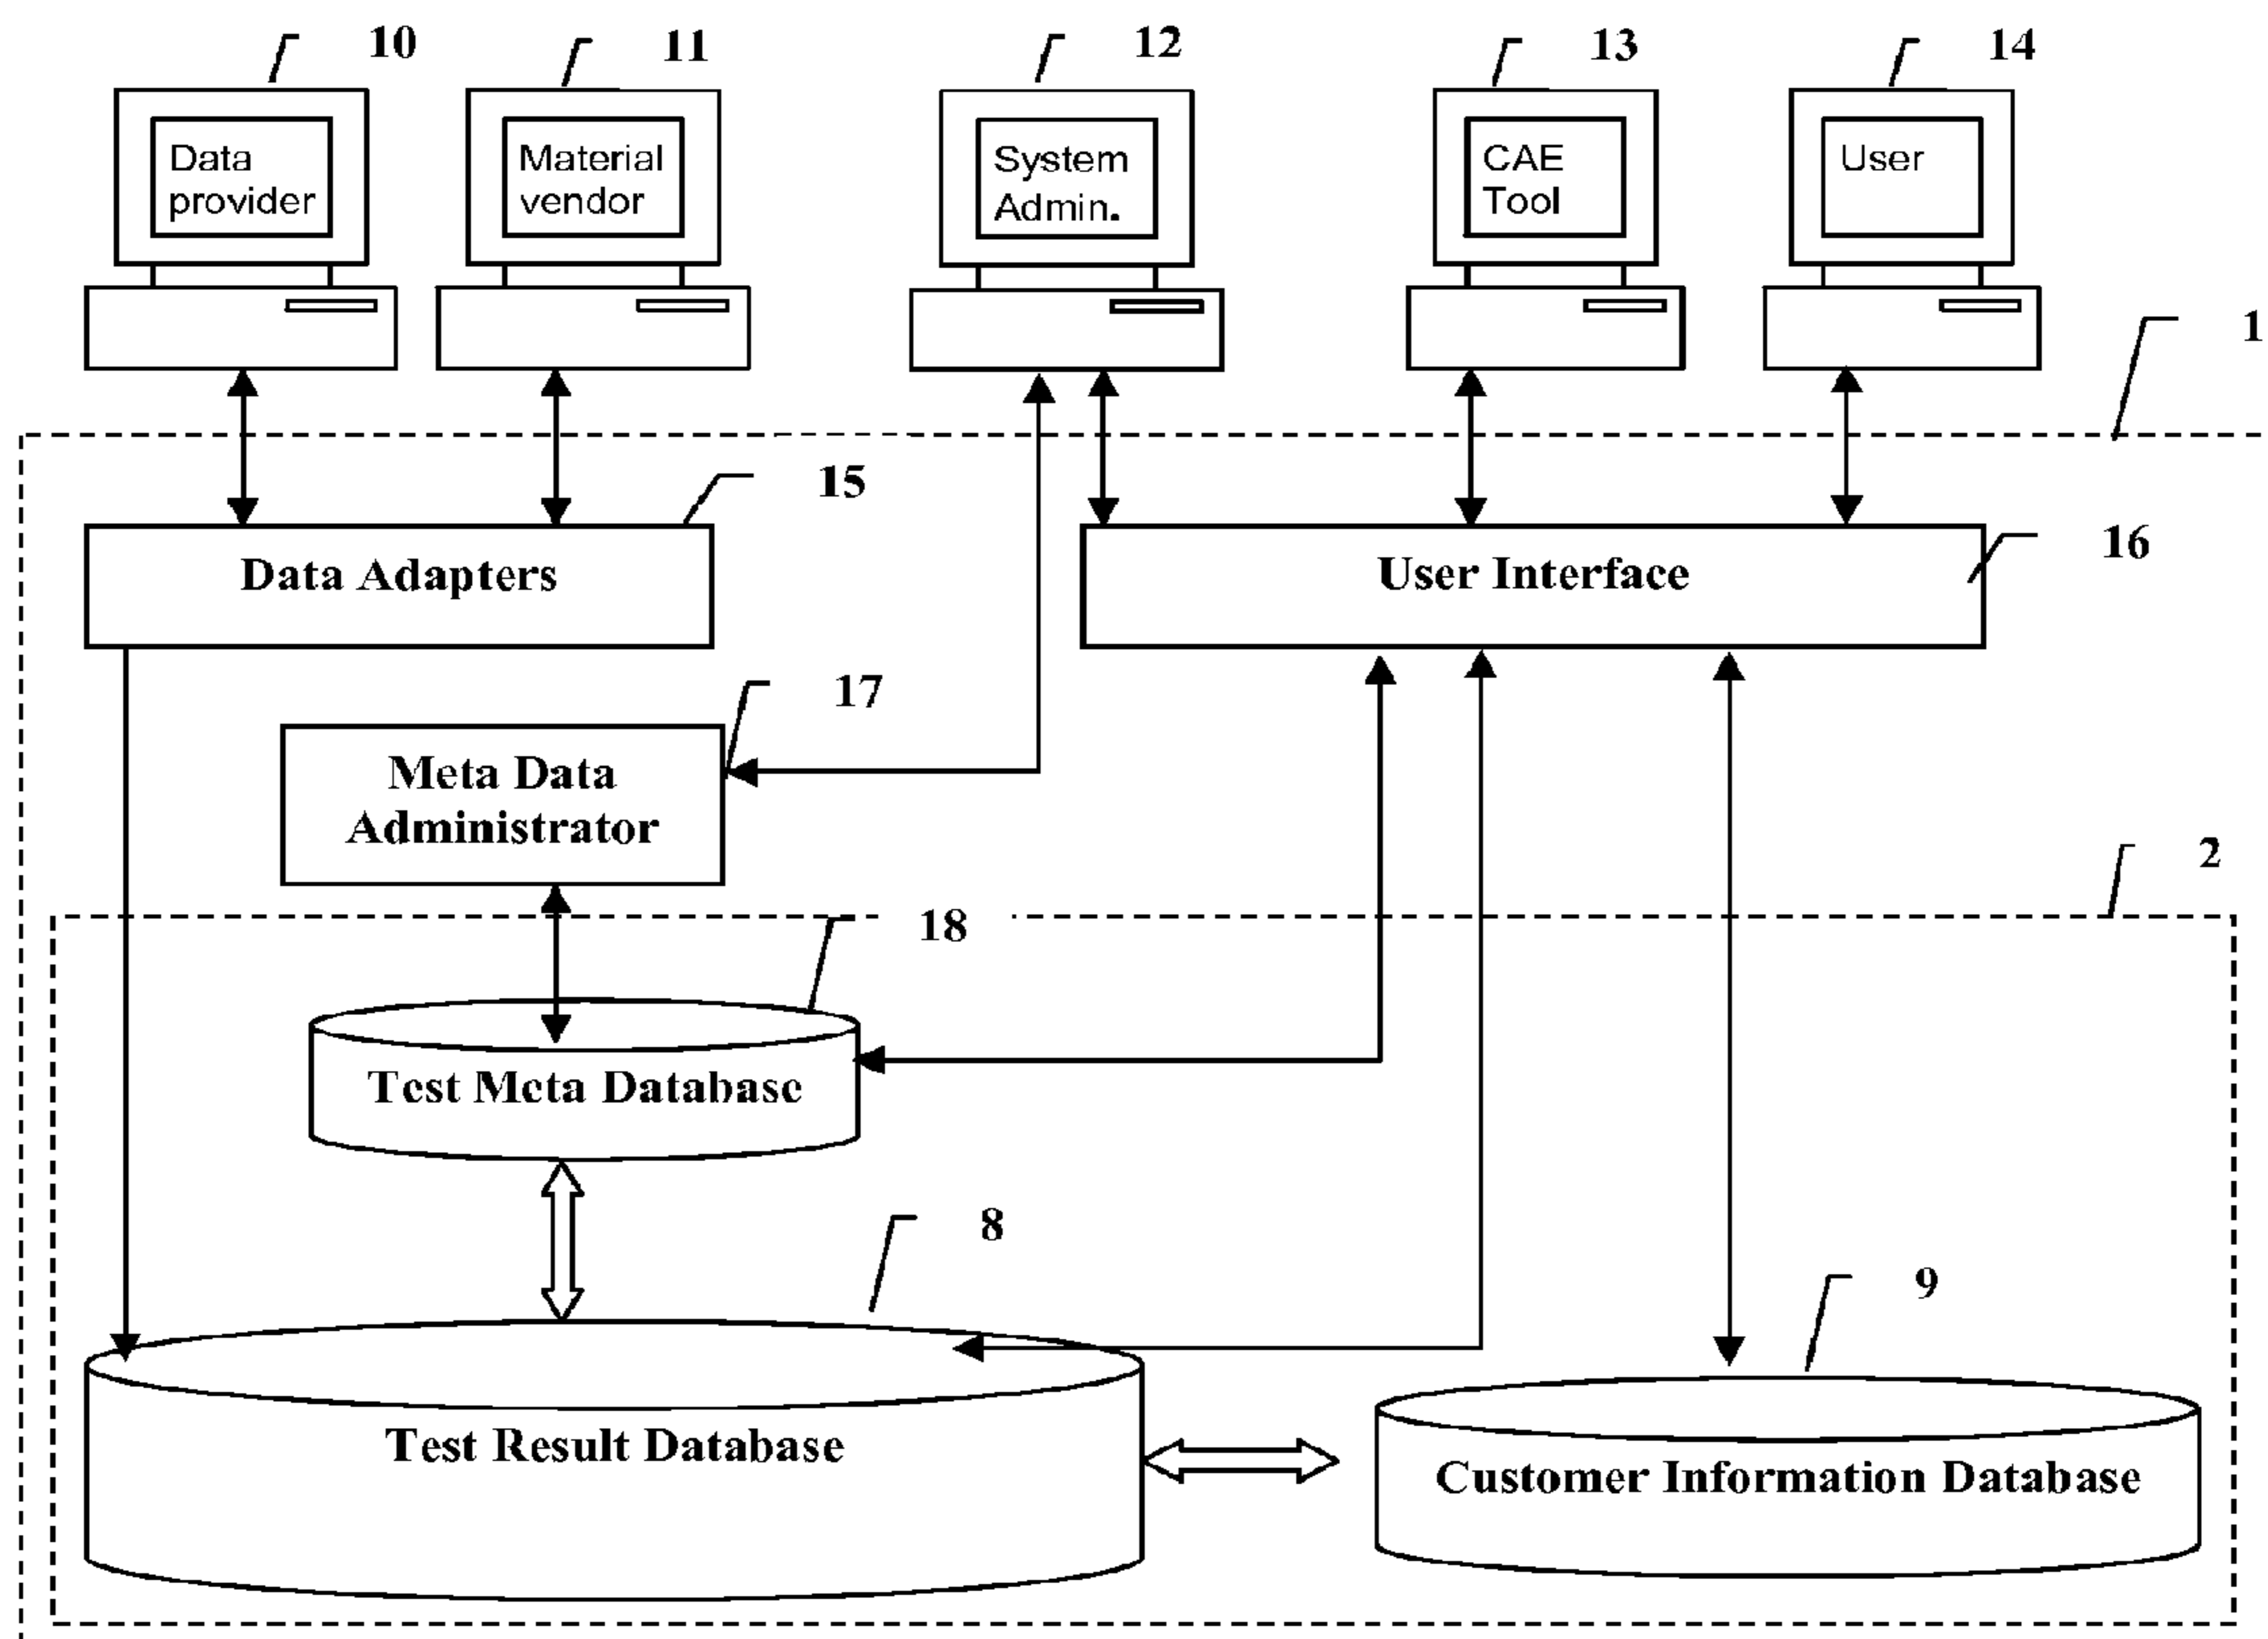 10
11
12
13
14
Data
provider
Material
vendor
System
Admin.
CAE
Tool
User
1
15
16
Data Adapters
User Interface
17
Meta Data
Administrator
2
18
Test Meta Database
8
9
Test Result Database
Customer Information Database